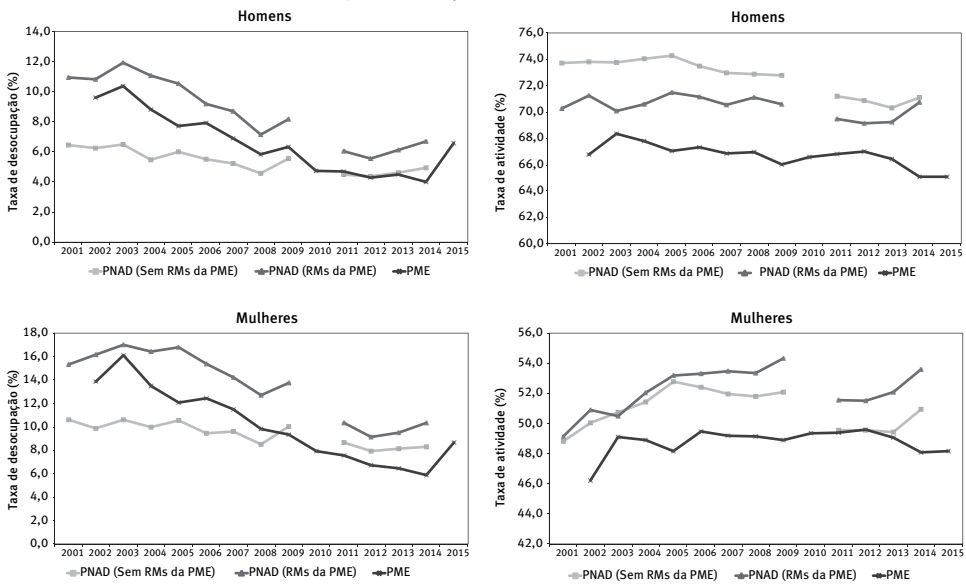 Homens
Taxa de desocupação (%)
14,0
12,0
10,0
8,0
6,0
4,0
2,0
0,0
2001 2002 2003 2004 2005 2006 2007 2008 2009 2010 2011 2012 2013 2014 2015
PNAD (Sem RMs da PME) PNAD (RMs da PME) PME
Homens
Taxa de atividade (%)
76,0
74,0
72,0
70,0
68,0
66,0
64,0
62,0
60,0
2001 2002 2003 2004 2005 2006 2007 2008 2009 2010 2011 2012 2013 2014 2015
PNAD (Sem RMs da PME) PNAD (RMs da PME) PME
Mulheres
Taxa de desocupação (%)
18,0
16,0
14,0
12,0
10,0
8,0
6,0
4,0
2,0
0,0
2001 2002 2003 2004 2005 2006 2007 2008 2009 2010 2011 2012 2013 2014 2015
PNAD (Sem RMs da PME) PNAD (RMs da PME) PME
Mulheres
Taxa de atividade (%)
56,0
54,0
52,0
50,0
48,0
46,0
44,0
42,0
2001 2002 2003 2004 2005 2006 2007 2008 2009 2010 2011 2012 2013 2014 2015
PNAD (Sem RMs da PME) PNAD (RMs da PME) PME